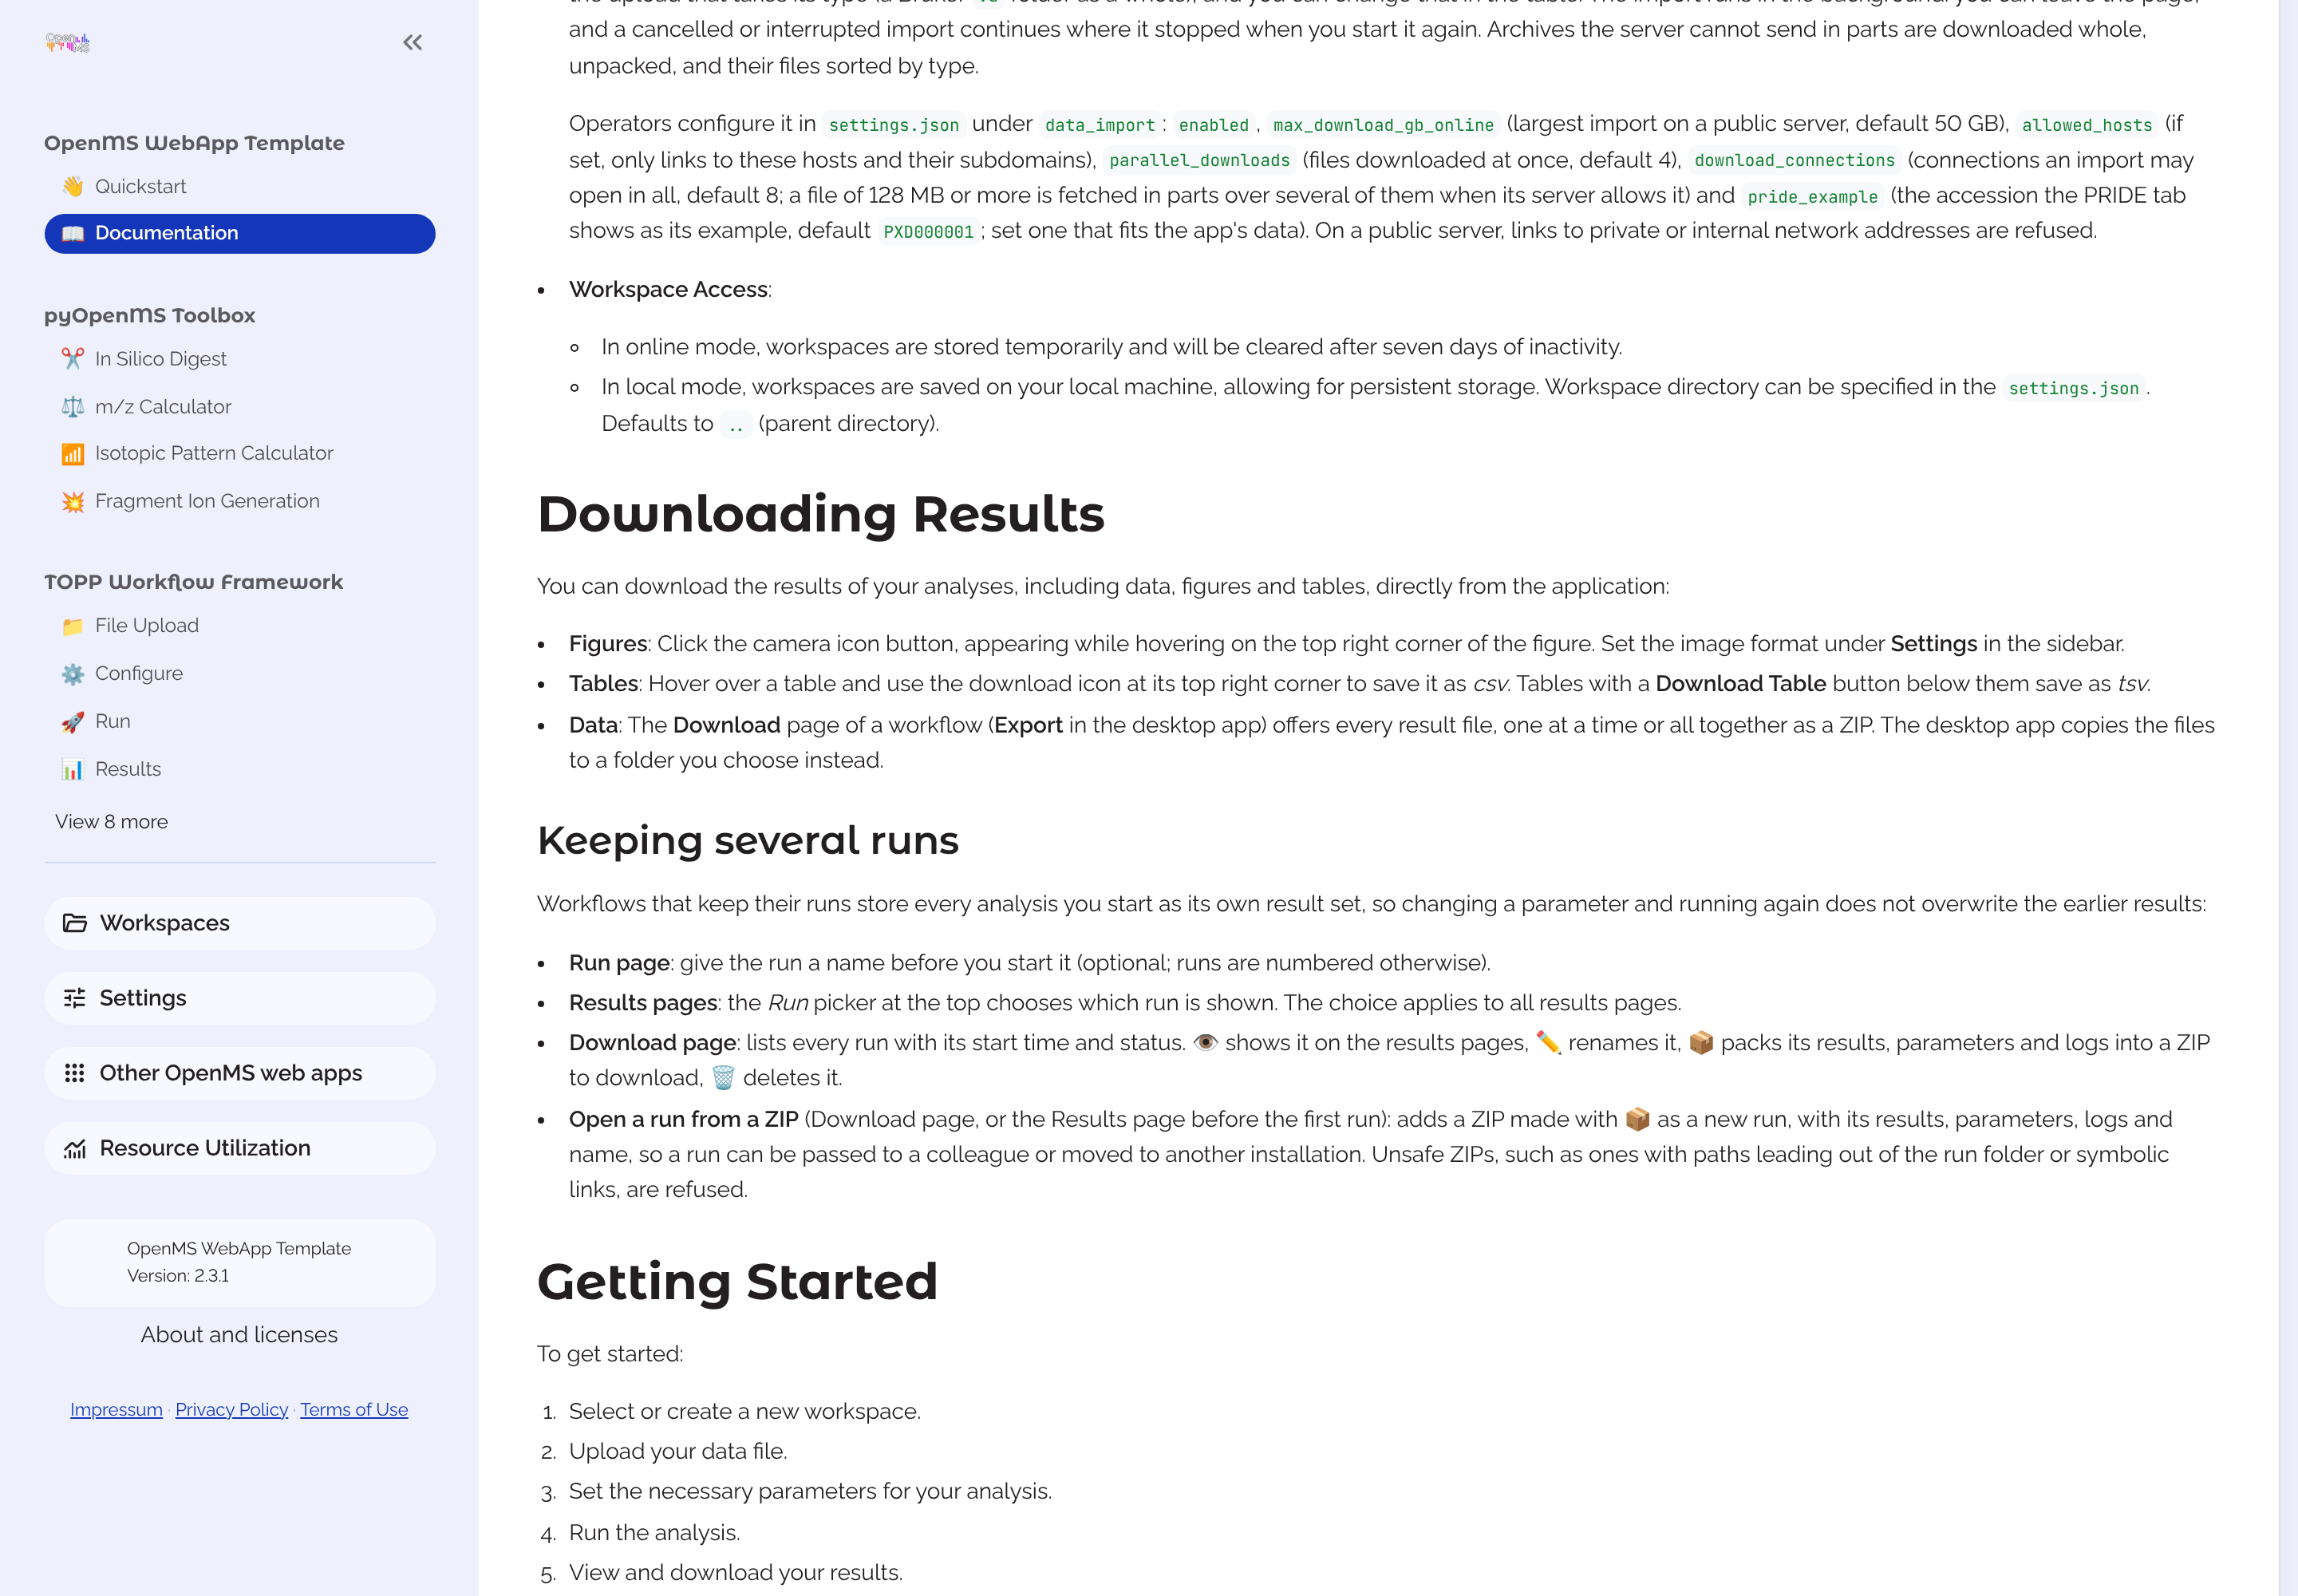 OpenMS
OpenMS WebApp Template
👋 Quickstart
📖 Documentation
pyOpenMS Toolbox
✂️ In Silico Digest
⚖️ m/z Calculator
📶 Isotopic Pattern Calculator
💥 Fragment Ion Generation
TOPP Workflow Framework
📁 File Upload
⚙️ Configure
🚀 Run
📊 Results
View 8 more
Workspaces
Settings
Other OpenMS web apps
Resource Utilization
OpenMS WebApp Template
Version: 2.3.1
About and licenses
Impressum · Privacy Policy · Terms of Use
and a cancelled or interrupted import continues where it stopped when you start it again. Archives the server cannot send in parts are downloaded whole,
unpacked, and their files sorted by type.
Operators configure it in settings.json under data_import: enabled, max_download_gb_online (largest import on a public server, default 50 GB), allowed_hosts (if
set, only links to these hosts and their subdomains), parallel_downloads (files downloaded at once, default 4), download_connections (connections an import may
open in all, default 8; a file of 128 MB or more is fetched in parts over several of them when its server allows it) and pride_example (the accession the PRIDE tab
shows as its example, default PXD000001; set one that fits the app's data). On a public server, links to private or internal network addresses are refused.
• Workspace Access:
◦ In online mode, workspaces are stored temporarily and will be cleared after seven days of inactivity.
◦ In local mode, workspaces are saved on your local machine, allowing for persistent storage. Workspace directory can be specified in the settings.json.
Defaults to .. (parent directory).
Downloading Results
You can download the results of your analyses, including data, figures and tables, directly from the application:
• Figures: Click the camera icon button, appearing while hovering on the top right corner of the figure. Set the image format under Settings in the sidebar.
• Tables: Hover over a table and use the download icon at its top right corner to save it as csv. Tables with a Download Table button below them save as tsv.
• Data: The Download page of a workflow (Export in the desktop app) offers every result file, one at a time or all together as a ZIP. The desktop app copies the files
to a folder you choose instead.
Keeping several runs
Workflows that keep their runs store every analysis you start as its own result set, so changing a parameter and running again does not overwrite the earlier results:
• Run page: give the run a name before you start it (optional; runs are numbered otherwise).
• Results pages: the Run picker at the top chooses which run is shown. The choice applies to all results pages.
• Download page: lists every run with its start time and status. 👁️ shows it on the results pages, ✏️ renames it, 📦 packs its results, parameters and logs into a ZIP
to download, 🗑️ deletes it.
• Open a run from a ZIP (Download page, or the Results page before the first run): adds a ZIP made with 📦 as a new run, with its results, parameters, logs and
name, so a run can be passed to a colleague or moved to another installation. Unsafe ZIPs, such as ones with paths leading out of the run folder or symbolic
links, are refused.
Getting Started
To get started:
1. Select or create a new workspace.
2. Upload your data file.
3. Set the necessary parameters for your analysis.
4. Run the analysis.
5. View and download your results.